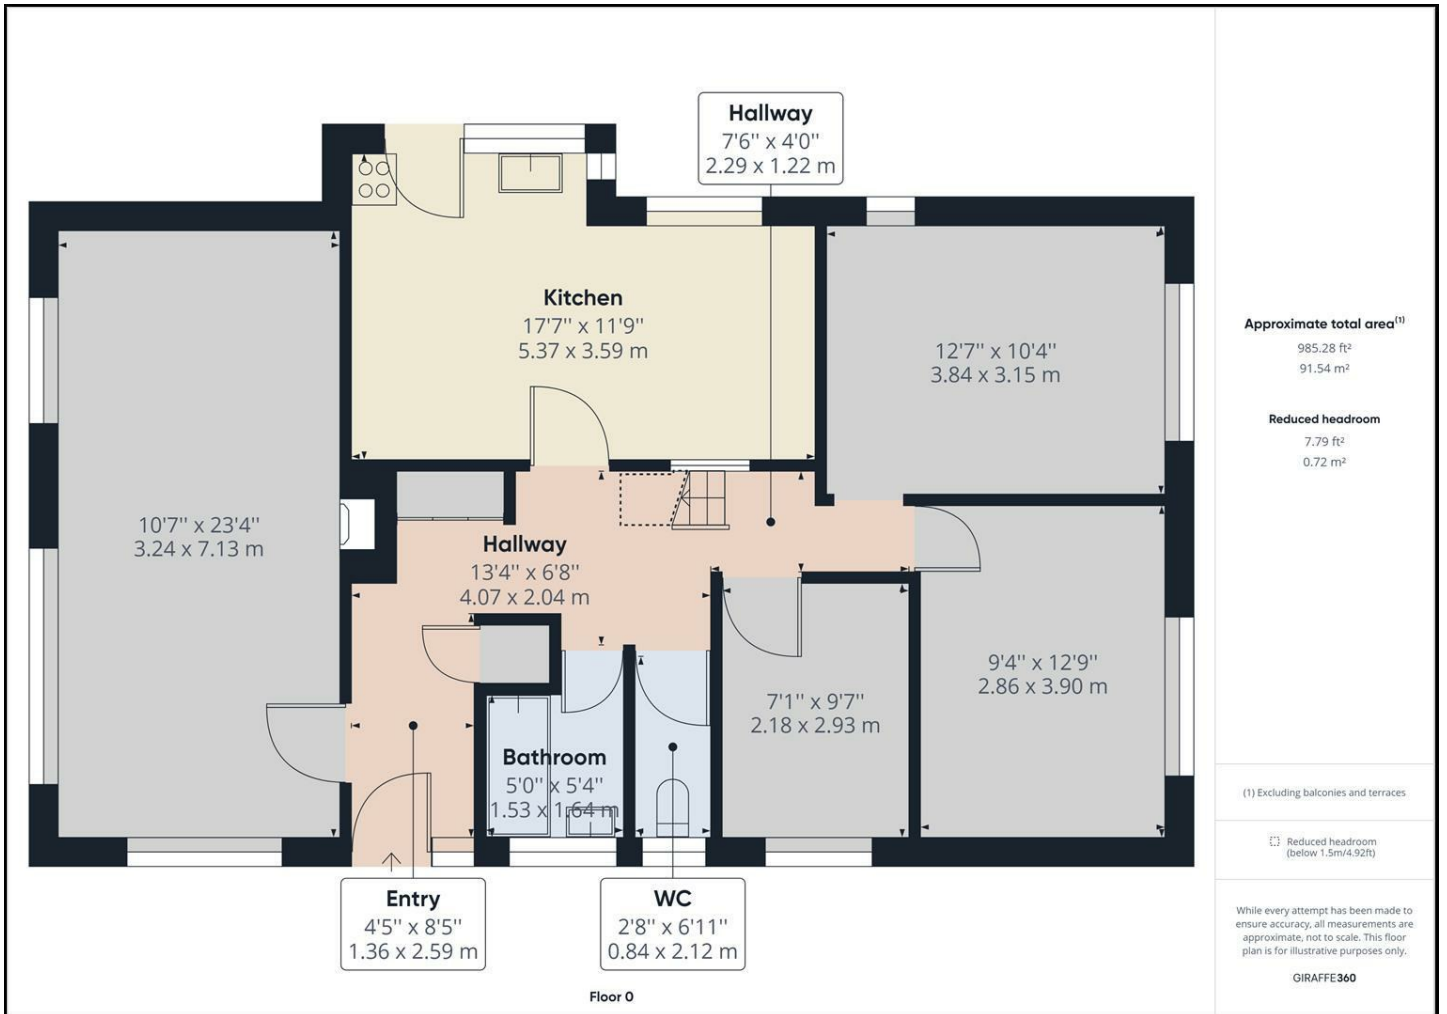 Hallway
7'6'' x 4'0''
2.29 x 1.22 m
Kitchen
17'7'' x 11'9''
5.37 x 3.59 m
12'7'' x 10'4''
3.84 x 3.15 m
10'7'' x 23'4''
3.24 x 7.13 m
Hallway
13'4'' x 6'8''
4.07 x 2.04 m
9'4'' x 12'9''
2.86 x 3.90 m
7'1'' x 9'7''
2.18 x 2.93 m
Bathroom
5'0'' x 5'4''
1.53 x 1.64 m
Entry
4'5'' x 8'5''
1.36 x 2.59 m
WC
2'8'' x 6'11''
0.84 x 2.12 m
Floor 0
Approximate total area(1)
985.28 ft²
91.54 m²
Reduced headroom
7.79 ft²
0.72 m²
(1) Excluding balconies and terraces
Reduced headroom
(below 1.5m/4.92ft)
While every attempt has been made to
ensure accuracy, all measurements are
approximate, not to scale. This floor
plan is for illustrative purposes only.
GIRAFFE360